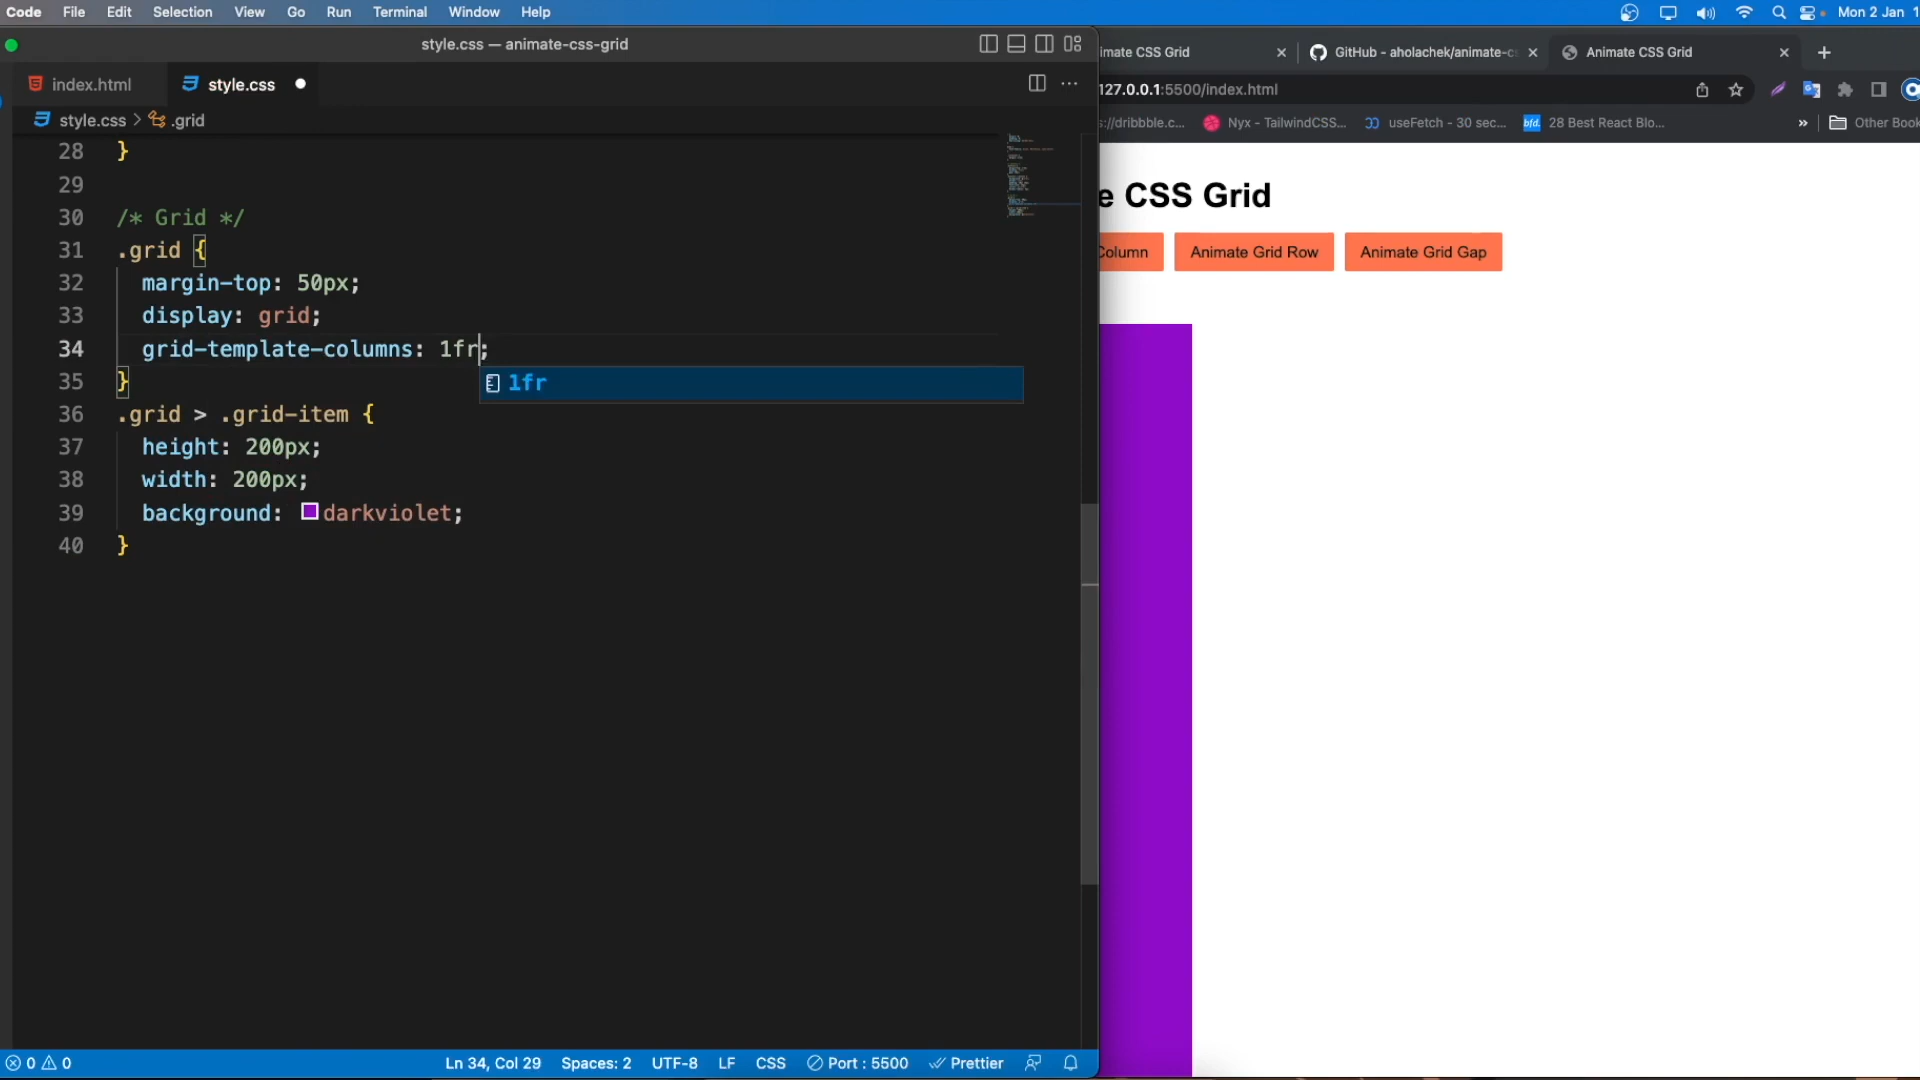 Code File Edit Selection View Go Run Terminal Window Help Mon 2 Jan 1
style.css — animate-css-grid
imate CSS Grid GitHub - aholachek/animate-c Animate CSS Grid
index.html style.css
127.0.0.1:5500/index.html
style.css > .grid
s://dribbble.c... Nyx - TailwindCSS... useFetch - 30 sec... bfd. 28 Best React Blo... » Other Book
28 }
29
30 /* Grid */
31 .grid {
32 margin-top: 50px;
33 display: grid;
34 grid-template-columns: 1fr;
1fr
35 }
36 .grid > .grid-item {
37 height: 200px;
38 width: 200px;
39 background: darkviolet;
40 }
e CSS Grid
Column Animate Grid Row Animate Grid Gap
0 0 Ln 34, Col 29 Spaces: 2 UTF-8 LF CSS Port : 5500 Prettier